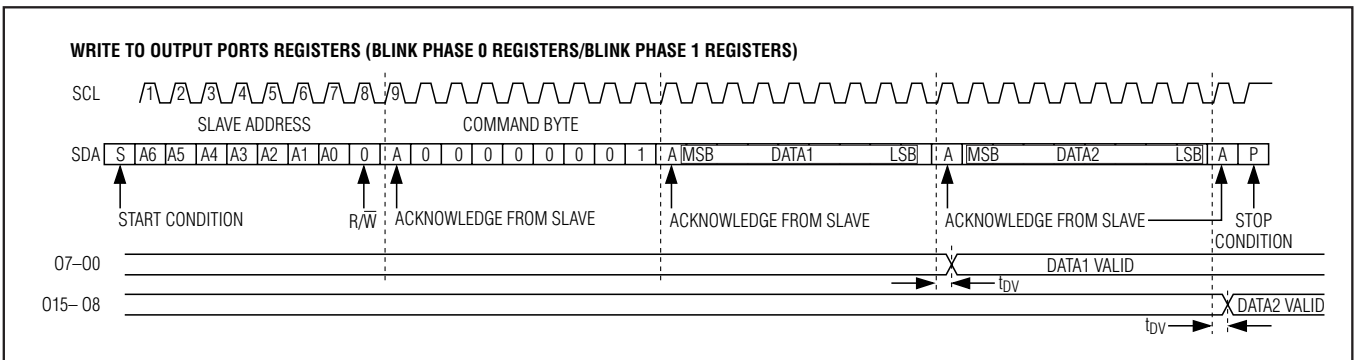 WRITE TO OUTPUT PORTS REGISTERS (BLINK PHASE 0 REGISTERS/BLINK PHASE 1 REGISTERS)
SCL 1 2 3 4 5 6 7 8 9
SLAVE ADDRESS COMMAND BYTE
SDA S A6 A5 A4 A3 A2 A1 A0 0 A 0 0 0 0 0 0 0 1 A MSB DATA1 LSB A MSB DATA2 LSB A P
START CONDITION R/W̅ ACKNOWLEDGE FROM SLAVE ACKNOWLEDGE FROM SLAVE ACKNOWLEDGE FROM SLAVE STOP
CONDITION
O7–O0 DATA1 VALID
tDV
O15– O8 DATA2 VALID
tDV